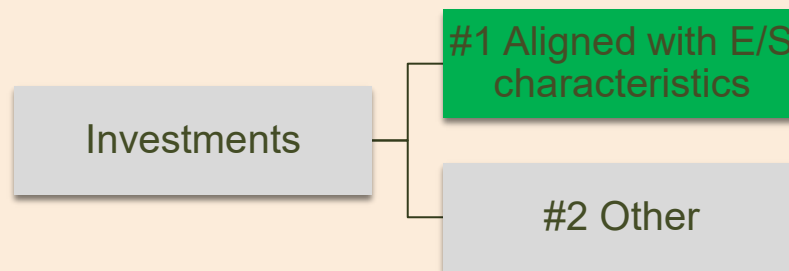 #1 Aligned with E/S
characteristics
Investments
#2 Other